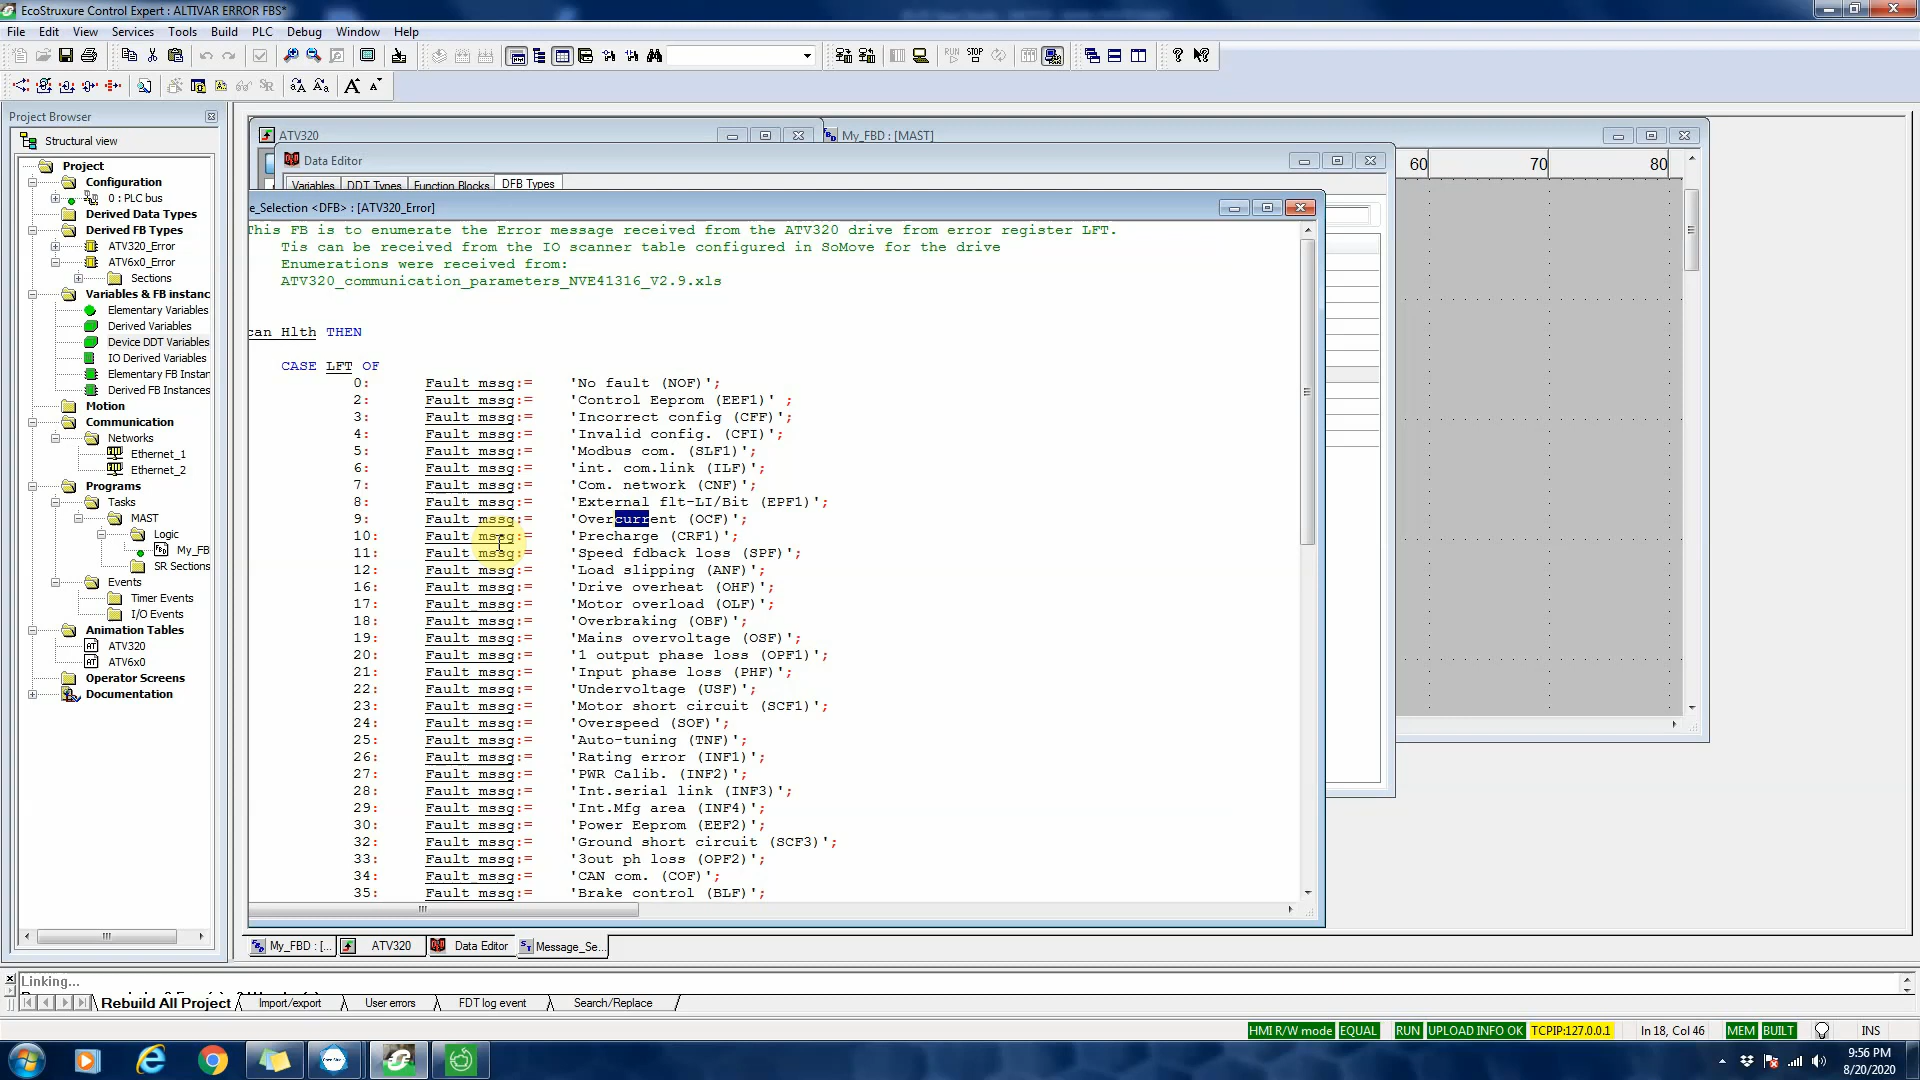 EcoStruxure Control Expert : ALTIVAR ERROR FBS*
File Edit View Services Tools Build PLC Debug Window Help
Project Browser
Structural view
Project
Configuration
0 : PLC bus
Derived Data Types
Derived FB Types
ATV320_Error
ATV6x0_Error
Sections
Variables & FB instanc
Elementary Variables
Derived Variables
Device DDT Variables
IO Derived Variables
Elementary FB Instar
Derived FB Instances
Motion
Communication
Networks
Ethernet_1
Ethernet_2
Programs
Tasks
MAST
Logic
My_FB
SR Sections
Events
Timer Events
I/O Events
Animation Tables
ATV320
ATV6x0
Operator Screens
Documentation
ATV320
My_FBD : [MAST]
60 70 80
Data Editor
Variables DDT Types Function Blocks DFB Types
e_Selection <DFB> : [ATV320_Error]
This FB is to enumerate the Error message received from the ATV320 drive from error register LFT.
Tis can be received from the IO scanner table configured in SoMove for the drive
Enumerations were received from:
ATV320_communication_parameters_NVE41316_V2.9.xls
can_Hlth THEN
CASE LFT OF
0: Fault_mssg:= 'No fault (NOF)';
2: Fault_mssg:= 'Control Eeprom (EEF1)' ;
3: Fault_mssg:= 'Incorrect config (CFF)';
4: Fault_mssg:= 'Invalid config. (CFI)';
5: Fault_mssg:= 'Modbus com. (SLF1)';
6: Fault_mssg:= 'int. com.link (ILF)';
7: Fault_mssg:= 'Com. network (CNF)';
8: Fault_mssg:= 'External flt-LI/Bit (EPF1)';
9: Fault_mssg:= 'Overcurrent (OCF)';
10: Fault_mssg:= 'Precharge (CRF1)';
11: Fault_mssg:= 'Speed fdback loss (SPF)';
12: Fault_mssg:= 'Load slipping (ANF)';
16: Fault_mssg:= 'Drive overheat (OHF)';
17: Fault_mssg:= 'Motor overload (OLF)';
18: Fault_mssg:= 'Overbraking (OBF)';
19: Fault_mssg:= 'Mains overvoltage (OSF)';
20: Fault_mssg:= '1 output phase loss (OPF1)';
21: Fault_mssg:= 'Input phase loss (PHF)';
22: Fault_mssg:= 'Undervoltage (USF)';
23: Fault_mssg:= 'Motor short circuit (SCF1)';
24: Fault_mssg:= 'Overspeed (SOF)';
25: Fault_mssg:= 'Auto-tuning (TNF)';
26: Fault_mssg:= 'Rating error (INF1)';
27: Fault_mssg:= 'PWR Calib. (INF2)';
28: Fault_mssg:= 'Int.serial link (INF3)';
29: Fault_mssg:= 'Int.Mfg area (INF4)';
30: Fault_mssg:= 'Power Eeprom (EEF2)';
32: Fault_mssg:= 'Ground short circuit (SCF3)';
33: Fault_mssg:= '3out ph loss (OPF2)';
34: Fault_mssg:= 'CAN com. (COF)';
35: Fault_mssg:= 'Brake control (BLF)';
My_FBD : [... ATV320 Data Editor Message_Se...
Linking...
Rebuild All Project Import/export User errors FDT log event Search/Replace
HMI R/W mode EQUAL RUN UPLOAD INFO OK TCPIP:127.0.0.1 ln 18, Col 46 MEM BUILT INS
9:56 PM
8/20/2020